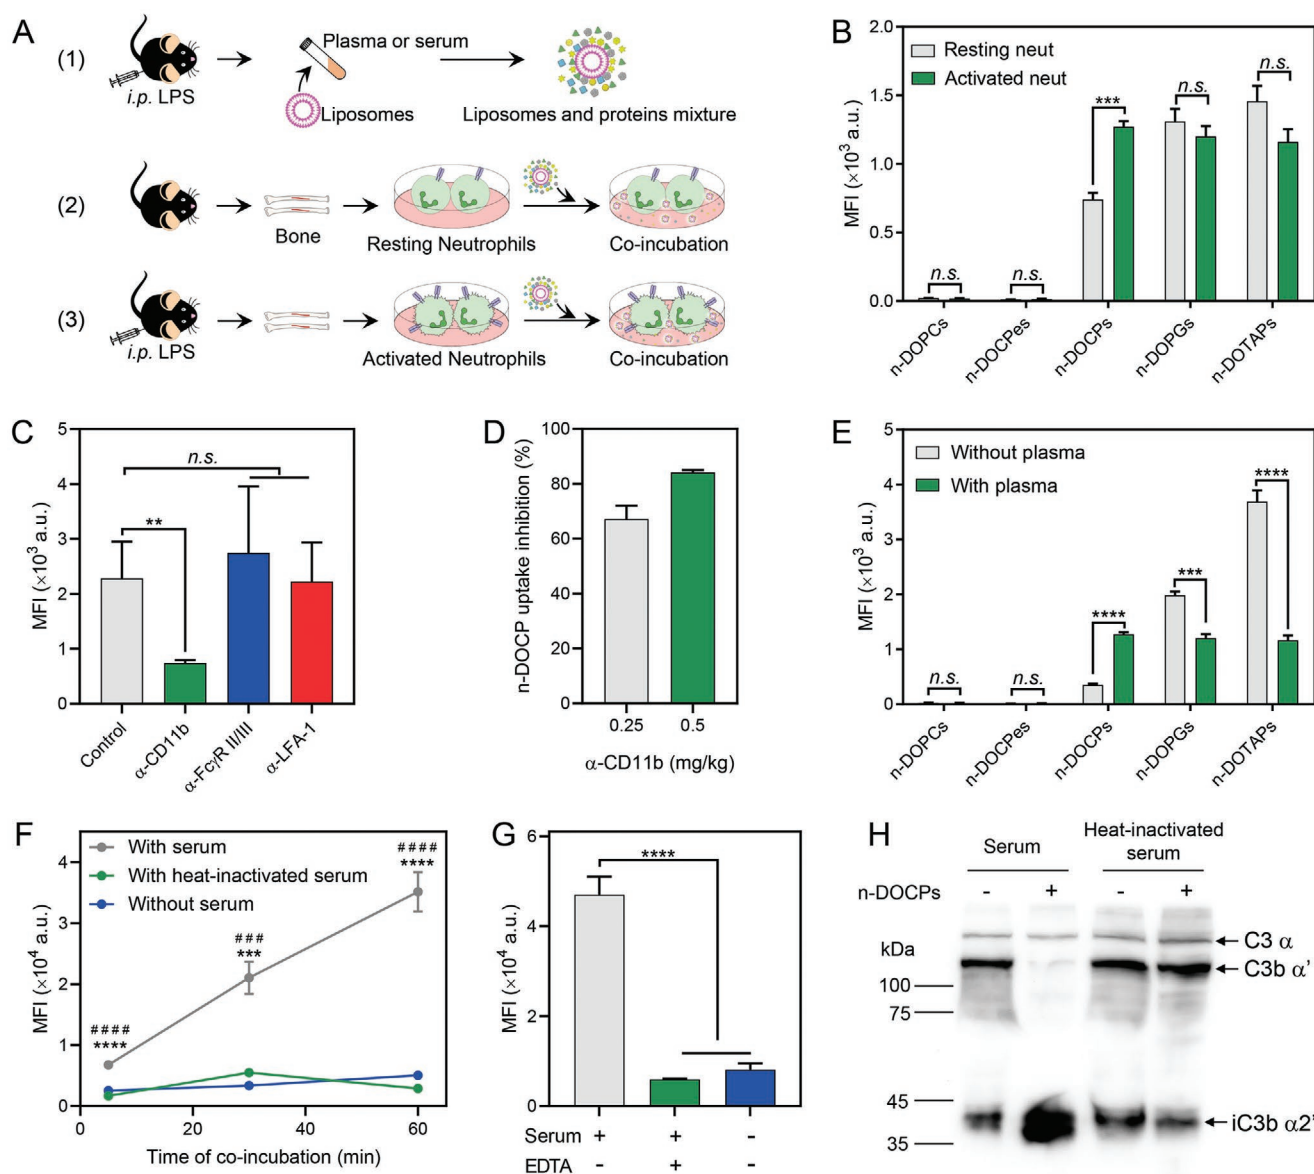 A
(1)
i.p. LPS
Plasma or serum
Liposomes
Liposomes and proteins mixture
(2)
Bone
Resting Neutrophils
Co-incubation
(3)
i.p. LPS
Activated Neutrophils
Co-incubation
B
Resting neut
Activated neut
MFI (×10³ a.u.)
2.0
1.5
1.0
0.5
0.0
n.s.
n.s.
***
n.s.
n.s.
n-DOPCs
n-DOCPes
n-DOCPs
n-DOPGs
n-DOTAPs
C
MFI (×10³ a.u.)
5
4
3
2
1
0
n.s.
**
Control
α-CD11b
α-FcγR II/III
α-LFA-1
D
n-DOCP uptake inhibition (%)
100
80
60
40
20
0
0.25
0.5
α-CD11b (mg/kg)
E
Without plasma
With plasma
MFI (×10³ a.u.)
5
4
3
2
1
0
n.s.
n.s.
****
***
****
n-DOPCs
n-DOCPes
n-DOCPs
n-DOPGs
n-DOTAPs
F
With serum
With heat-inactivated serum
Without serum
MFI (×10⁴ a.u.)
4
3
2
1
0
####
****
###
***
####
****
0
20
40
60
Time of co-incubation (min)
G
MFI (×10⁴ a.u.)
6
4
2
0
****
Serum + + -
EDTA - + -
H
Serum
Heat-inactivated
serum
n-DOCPs - + - +
kDa
100
75
45
35
C3 α
C3b α'
iC3b α2'